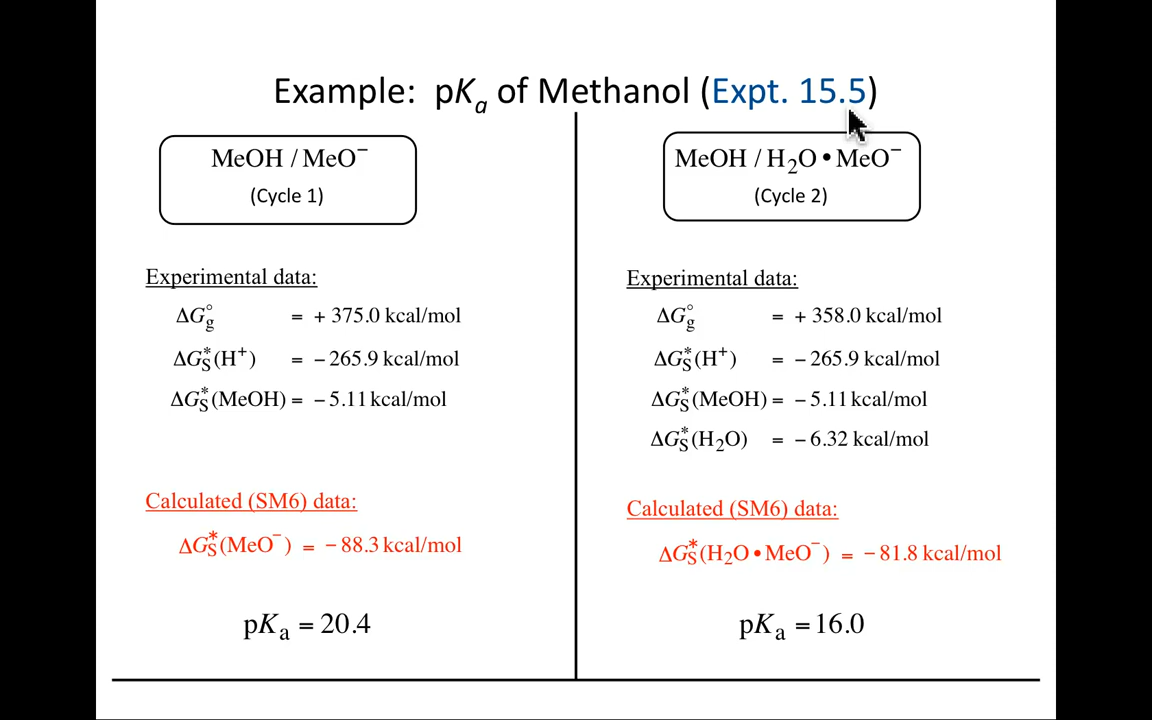 Example: pKₐ of Methanol (Expt. 15.5)
MeOH / MeO⁻
(Cycle 1)
Experimental data:
ΔG°g = + 375.0 kcal/mol
ΔG*S(H⁺) = − 265.9 kcal/mol
ΔG*S(MeOH) = − 5.11 kcal/mol
Calculated (SM6) data:
ΔG*S(MeO⁻) = − 88.3 kcal/mol
pKₐ = 20.4
MeOH / H₂O • MeO⁻
(Cycle 2)
Experimental data:
ΔG°g = + 358.0 kcal/mol
ΔG*S(H⁺) = − 265.9 kcal/mol
ΔG*S(MeOH) = − 5.11 kcal/mol
ΔG*S(H₂O) = − 6.32 kcal/mol
Calculated (SM6) data:
ΔG*S(H₂O • MeO⁻) = − 81.8 kcal/mol
pKₐ = 16.0